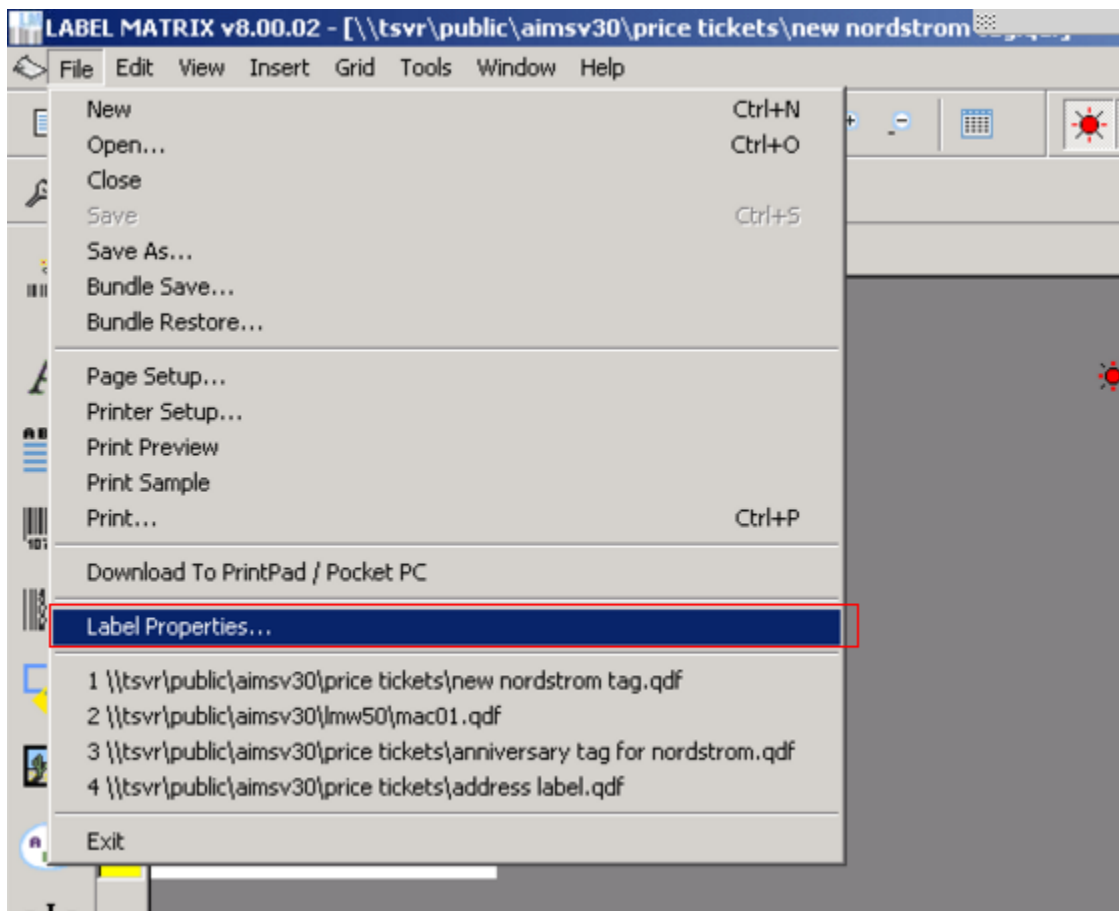 LABEL MATRIX v8.00.02 - [\\tsvr\public\aimsv30\price tickets\new nordstrom
File Edit View Insert Grid Tools Window Help
New Ctrl+N
Open... Ctrl+O
Close
Save Ctrl+S
Save As...
Bundle Save...
Bundle Restore...
Page Setup...
Printer Setup...
Print Preview
Print Sample
Print... Ctrl+P
Download To PrintPad / Pocket PC
Label Properties...
1 \\tsvr\public\aimsv30\price tickets\new nordstrom tag.qdf
2 \\tsvr\public\aimsv30\lmw50\mac01.qdf
3 \\tsvr\public\aimsv30\price tickets\anniversary tag for nordstrom.qdf
4 \\tsvr\public\aimsv30\price tickets\address label.qdf
Exit